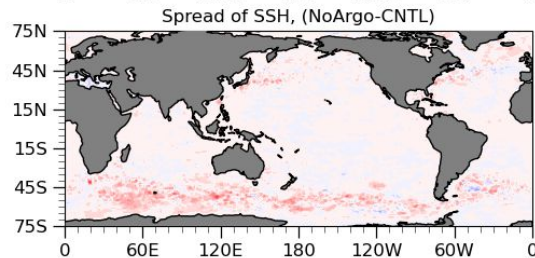 Spread of SSH, (NoArgo-CNTL)
75N
45N
15N
15S
45S
75S
0 60E 120E 180 120W 60W 0